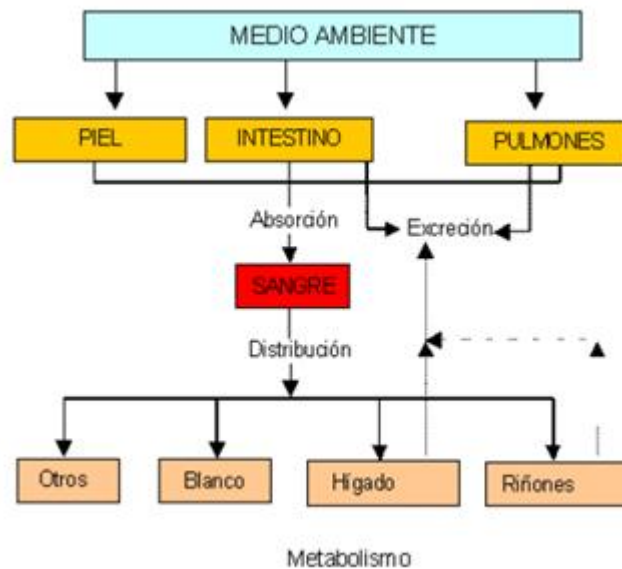 MEDIO AMBIENTE
PIEL
INTESTINO
PULMONES
Absorción
Excreción
SANGRE
Distribución
Otros
Blanco
Hígado
Riñones
Metabolismo